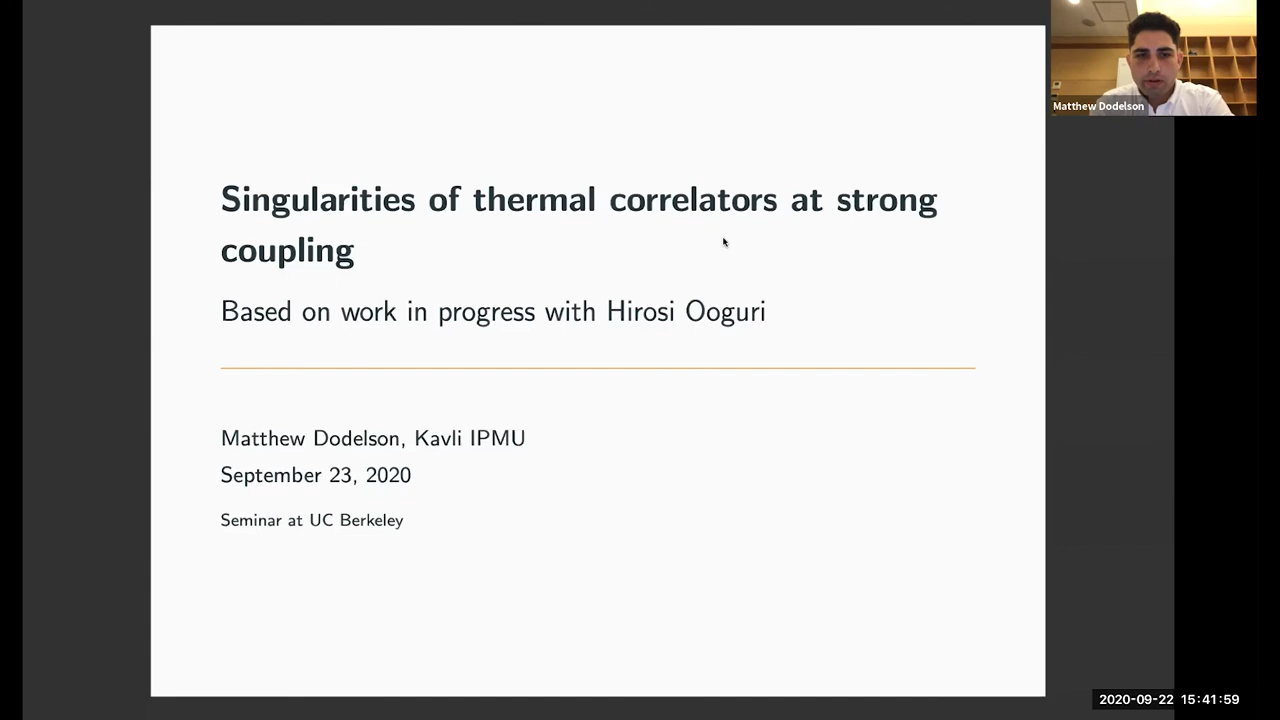 Matthew Dodelson
Singularities of thermal correlators at strong
coupling
Based on work in progress with Hirosi Ooguri
Matthew Dodelson, Kavli IPMU
September 23, 2020
Seminar at UC Berkeley
2020-09-22 15:41:59